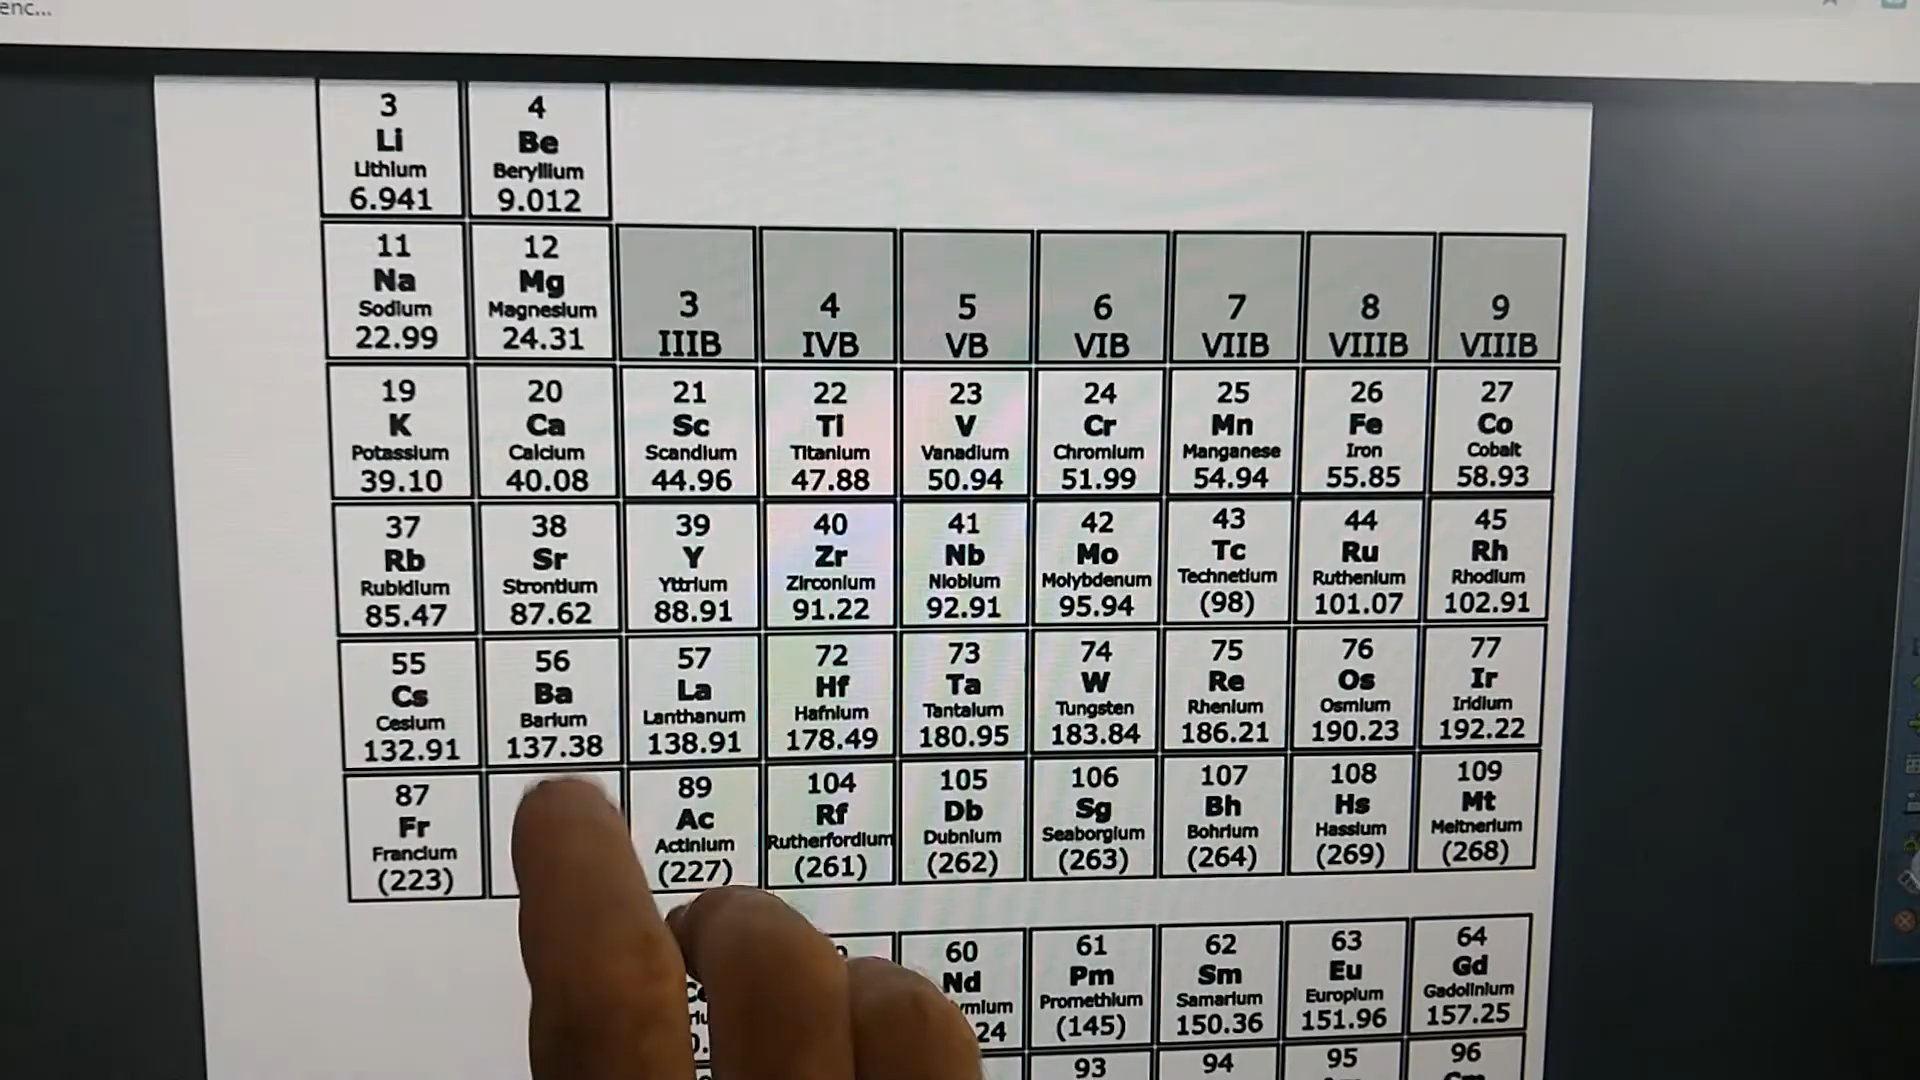 enc...
3 4
Li Be
Lithium Beryllium
6.941 9.012
11 12
Na Mg
Sodium Magnesium 3 4 5 6 7 8 9
22.99 24.31 IIIB IVB VB VIB VIIB VIIIB VIIIB
19 20 21 22 23 24 25 26 27
K Ca Sc Ti V Cr Mn Fe Co
Potassium Calcium Scandium Titanium Vanadium Chromium Manganese Iron Cobalt
39.10 40.08 44.96 47.88 50.94 51.99 54.94 55.85 58.93
37 38 39 40 41 42 43 44 45
Rb Sr Y Zr Nb Mo Tc Ru Rh
Rubidium Strontium Yttrium Zirconium Niobium Molybdenum Technetium Ruthenium Rhodium
85.47 87.62 88.91 91.22 92.91 95.94 (98) 101.07 102.91
55 56 57 72 73 74 75 76 77
Cs Ba La Hf Ta W Re Os Ir
Cesium Barium Lanthanum Hafnium Tantalum Tungsten Rhenium Osmium Iridium
132.91 137.38 138.91 178.49 180.95 183.84 186.21 190.23 192.22
87 89 104 105 106 107 108 109
Fr Ac Rf Db Sg Bh Hs Mt
Francium Actinium Rutherfordium Dubnium Seaborgium Bohrium Hassium Meitnerium
(223) (227) (261) (262) (263) (264) (269) (268)
60 61 62 63 64
Nd Pm Sm Eu Gd
ymium Promethium Samarium Europium Gadolinium
24 (145) 150.36 151.96 157.25
93 94 95 96